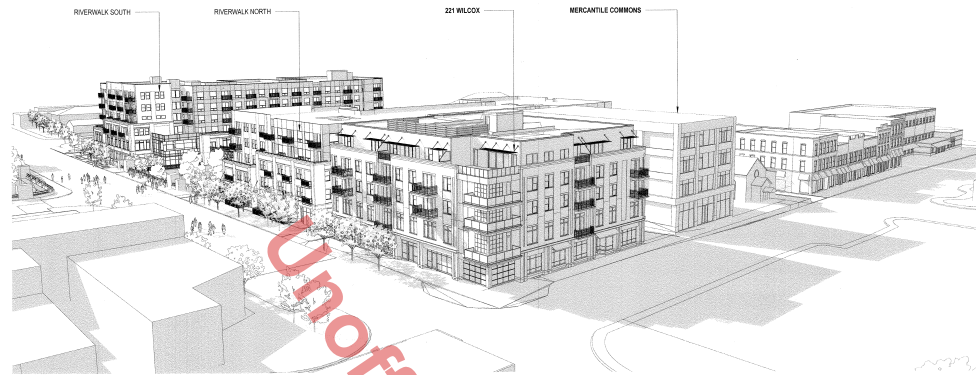 RIVERWALK SOUTH
RIVERWALK NORTH
221 WILCOX
MERCANTILE COMMONS
Unof